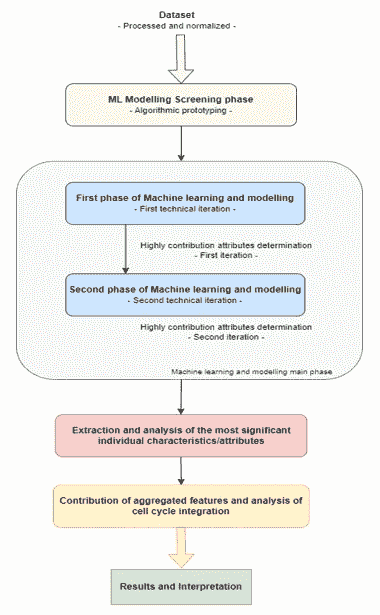 Dataset
- Processed and normalized -
ML Modelling Screening phase
- Algorithmic prototyping -
First phase of Machine learning and modelling
- First technical iteration -
Highly contribution attributes determination
- First iteration -
Second phase of Machine learning and modelling
- Second technical iteration -
Highly contribution attributes determination
- Second iteration -
Machine learning and modelling main phase
Extraction and analysis of the most significant
individual characteristics/attributes
Contribution of aggregated features and analysis of
cell cycle integration
Results and Interpretation